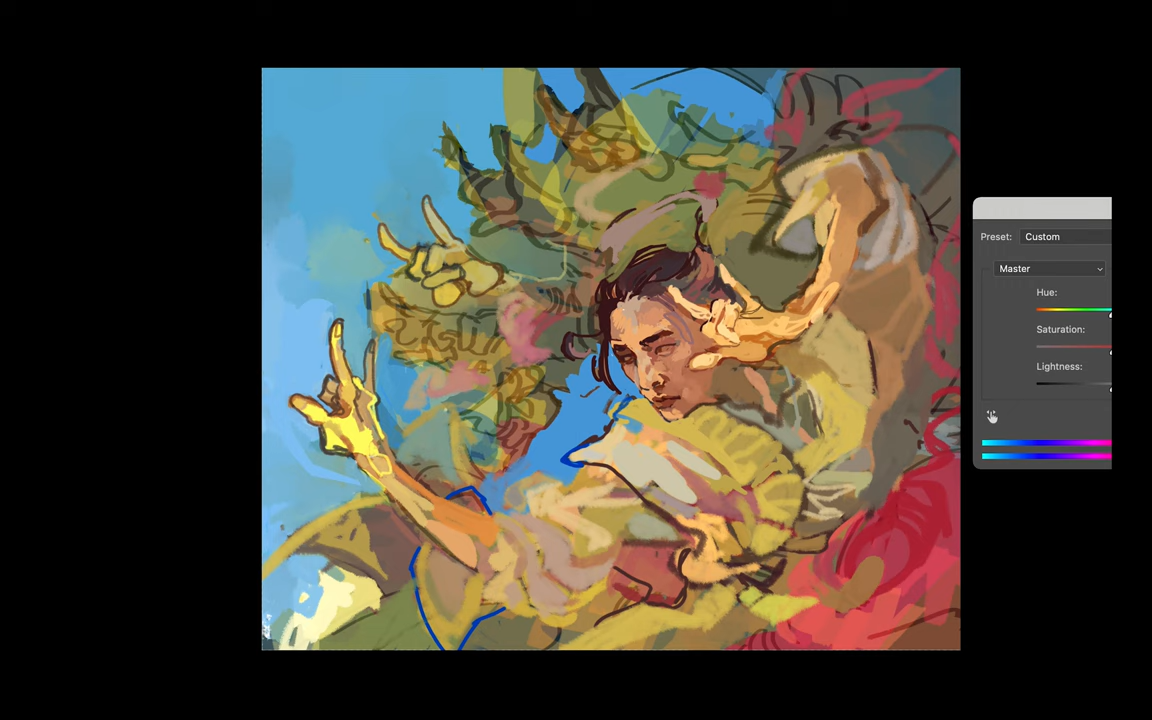 Preset: Custom
Master
Hue:
Saturation:
Lightness: